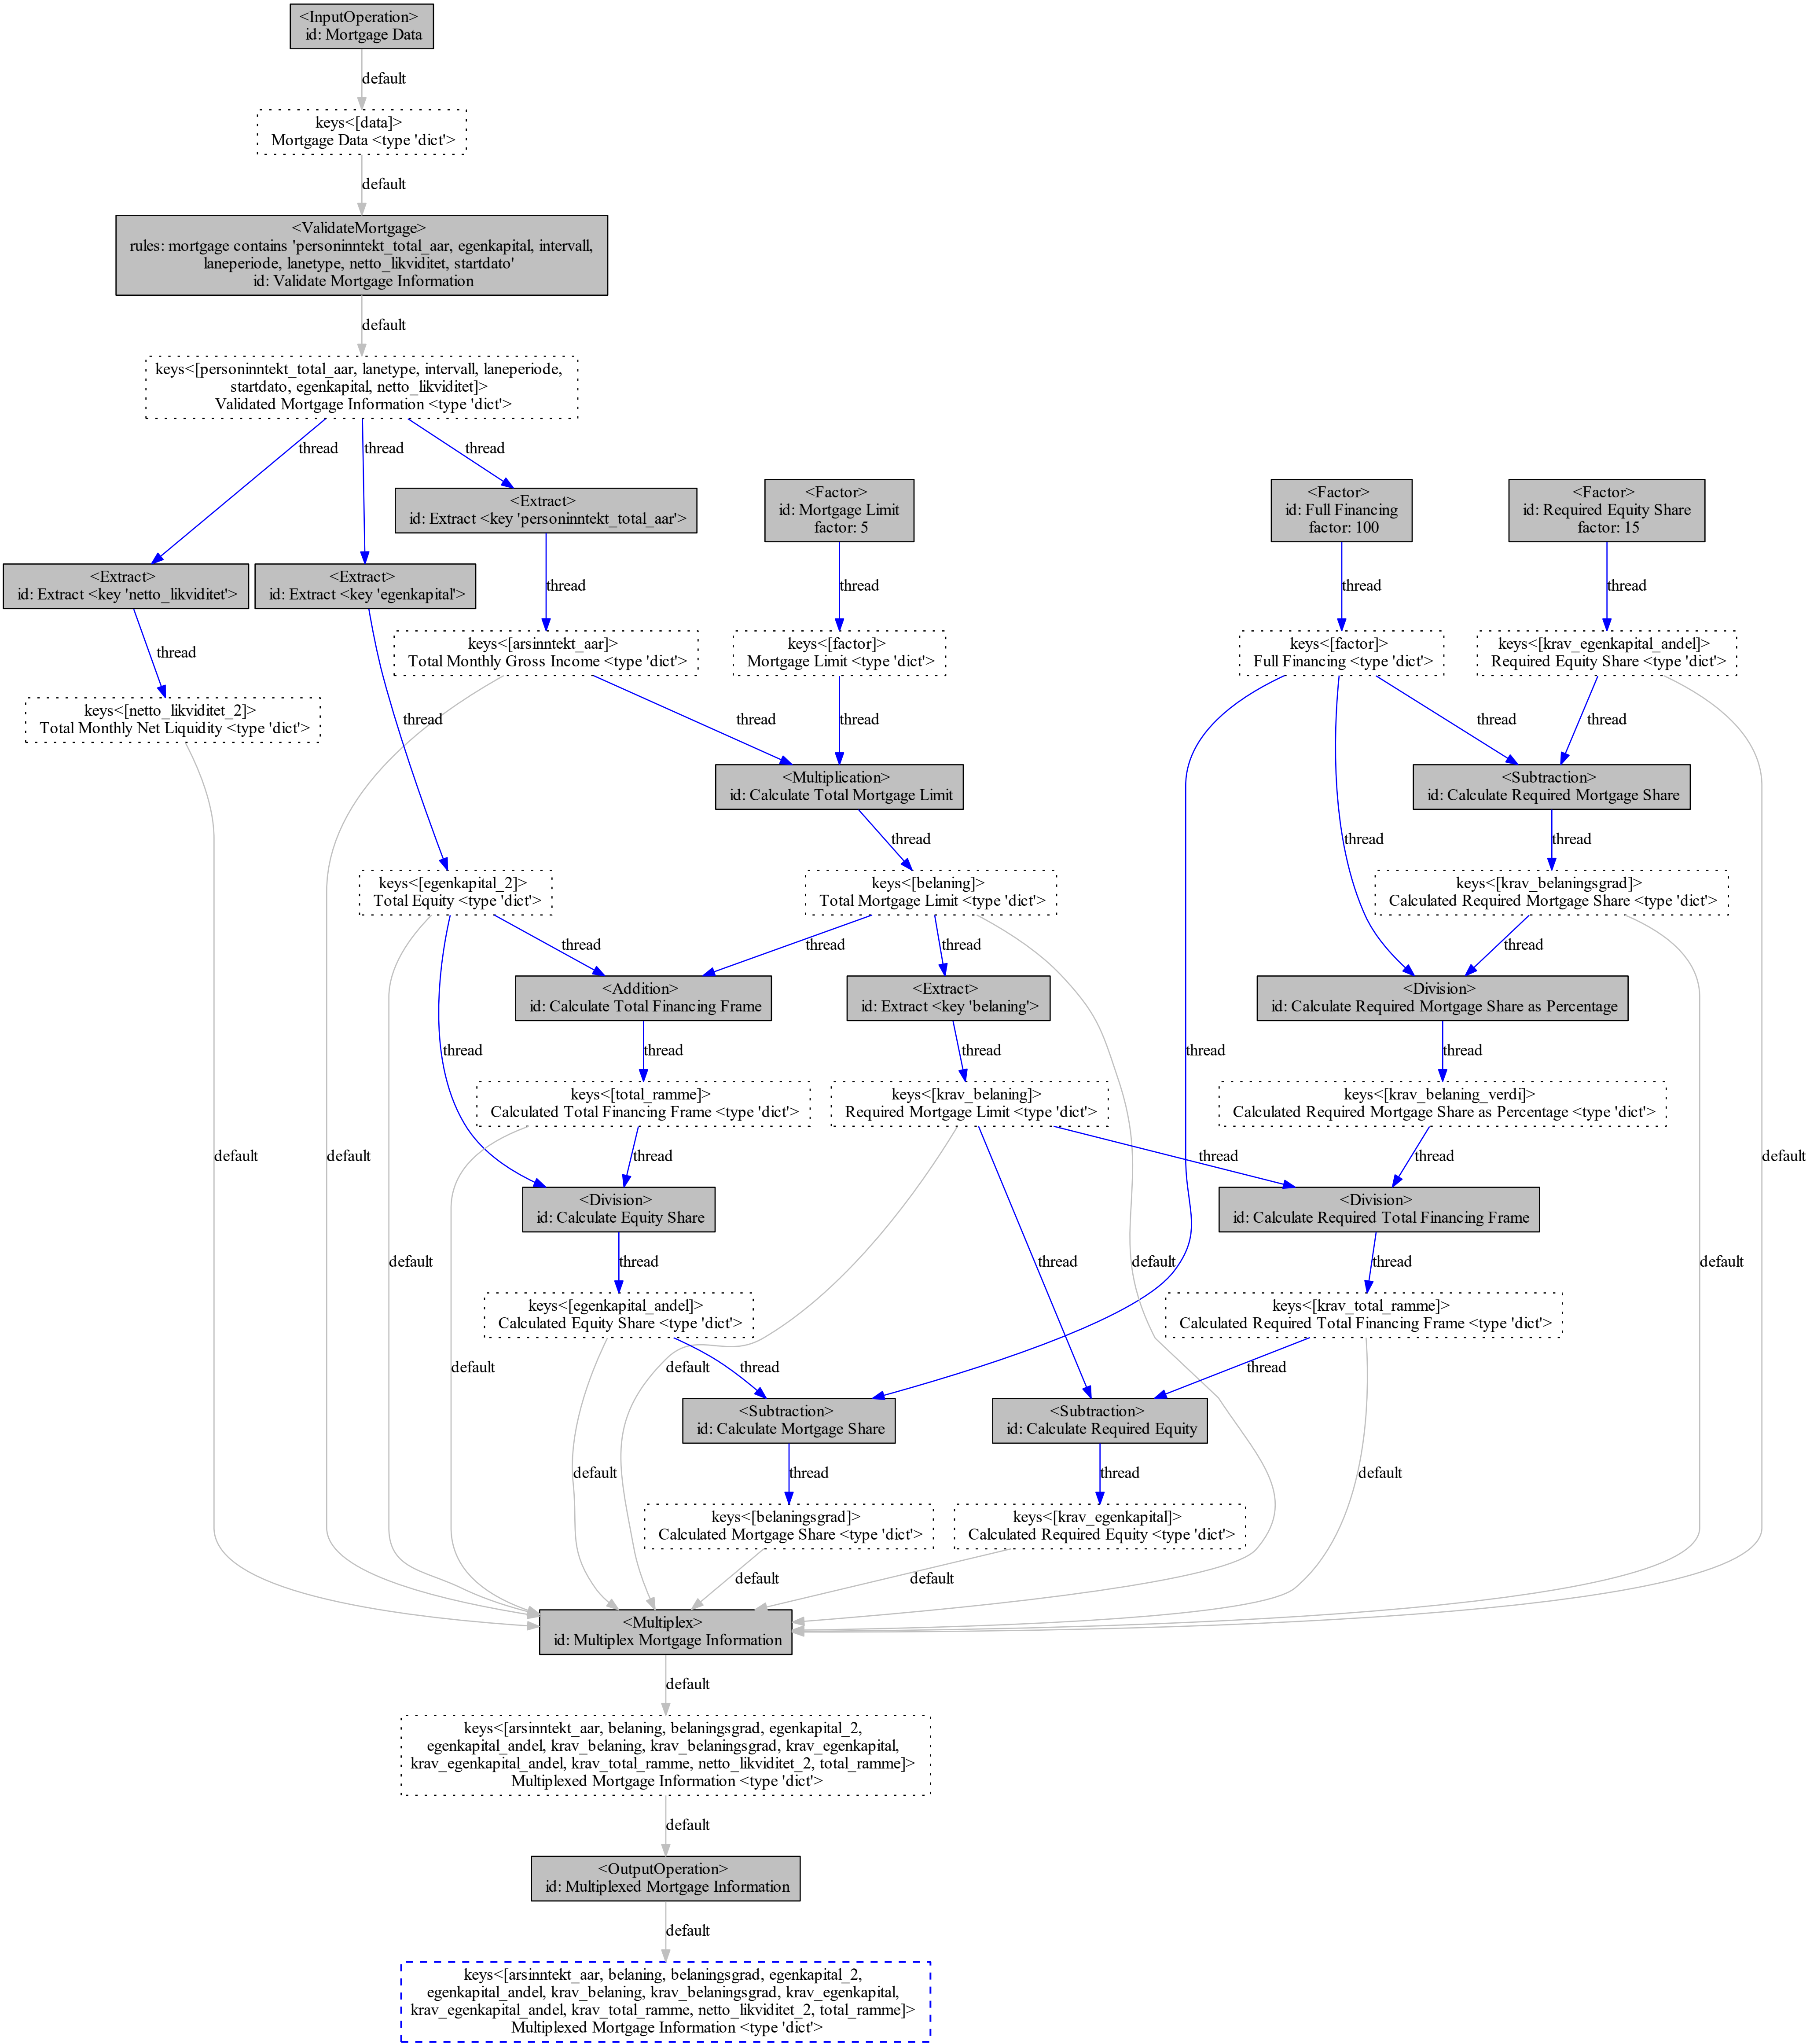 <InputOperation>
id: Mortgage Data
default
keys<[data]>
Mortgage Data <type 'dict'>
default
<ValidateMortgage>
rules: mortgage contains 'personinntekt_total_aar, egenkapital, intervall,
laneperiode, lanetype, netto_likviditet, startdato'
id: Validate Mortgage Information
default
keys<[personinntekt_total_aar, lanetype, intervall, laneperiode,
startdato, egenkapital, netto_likviditet]>
Validated Mortgage Information <type 'dict'>
thread
thread
thread
<Extract>
id: Extract <key 'personinntekt_total_aar'>
<Factor>
id: Mortgage Limit
factor: 5
<Factor>
id: Full Financing
factor: 100
<Factor>
id: Required Equity Share
factor: 15
<Extract>
id: Extract <key 'netto_likviditet'>
<Extract>
id: Extract <key 'egenkapital'>
thread
thread
thread
thread
thread
keys<[arsinntekt_aar]>
Total Monthly Gross Income <type 'dict'>
keys<[factor]>
Mortgage Limit <type 'dict'>
keys<[factor]>
Full Financing <type 'dict'>
keys<[krav_egenkapital_andel]>
Required Equity Share <type 'dict'>
keys<[netto_likviditet_2]>
Total Monthly Net Liquidity <type 'dict'>
thread
thread
thread
thread
thread
<Multiplication>
id: Calculate Total Mortgage Limit
<Subtraction>
id: Calculate Required Mortgage Share
thread
thread
thread
keys<[egenkapital_2]>
Total Equity <type 'dict'>
keys<[belaning]>
Total Mortgage Limit <type 'dict'>
keys<[krav_belaningsgrad]>
Calculated Required Mortgage Share <type 'dict'>
thread
thread
thread
thread
<Addition>
id: Calculate Total Financing Frame
<Extract>
id: Extract <key 'belaning'>
<Division>
id: Calculate Required Mortgage Share as Percentage
thread
thread
thread
thread
thread
keys<[total_ramme]>
Calculated Total Financing Frame <type 'dict'>
keys<[krav_belaning]>
Required Mortgage Limit <type 'dict'>
keys<[krav_belaning_verdi]>
Calculated Required Mortgage Share as Percentage <type 'dict'>
default
default
thread
thread
thread
default
<Division>
id: Calculate Equity Share
<Division>
id: Calculate Required Total Financing Frame
default
thread
thread
default
thread
default
keys<[egenkapital_andel]>
Calculated Equity Share <type 'dict'>
keys<[krav_total_ramme]>
Calculated Required Total Financing Frame <type 'dict'>
default
default
thread
thread
<Subtraction>
id: Calculate Mortgage Share
<Subtraction>
id: Calculate Required Equity
default
thread
thread
default
keys<[belaningsgrad]>
Calculated Mortgage Share <type 'dict'>
keys<[krav_egenkapital]>
Calculated Required Equity <type 'dict'>
default
default
<Multiplex>
id: Multiplex Mortgage Information
default
keys<[arsinntekt_aar, belaning, belaningsgrad, egenkapital_2,
egenkapital_andel, krav_belaning, krav_belaningsgrad, krav_egenkapital,
krav_egenkapital_andel, krav_total_ramme, netto_likviditet_2, total_ramme]>
Multiplexed Mortgage Information <type 'dict'>
default
<OutputOperation>
id: Multiplexed Mortgage Information
default
keys<[arsinntekt_aar, belaning, belaningsgrad, egenkapital_2,
egenkapital_andel, krav_belaning, krav_belaningsgrad, krav_egenkapital,
krav_egenkapital_andel, krav_total_ramme, netto_likviditet_2, total_ramme]>
Multiplexed Mortgage Information <type 'dict'>